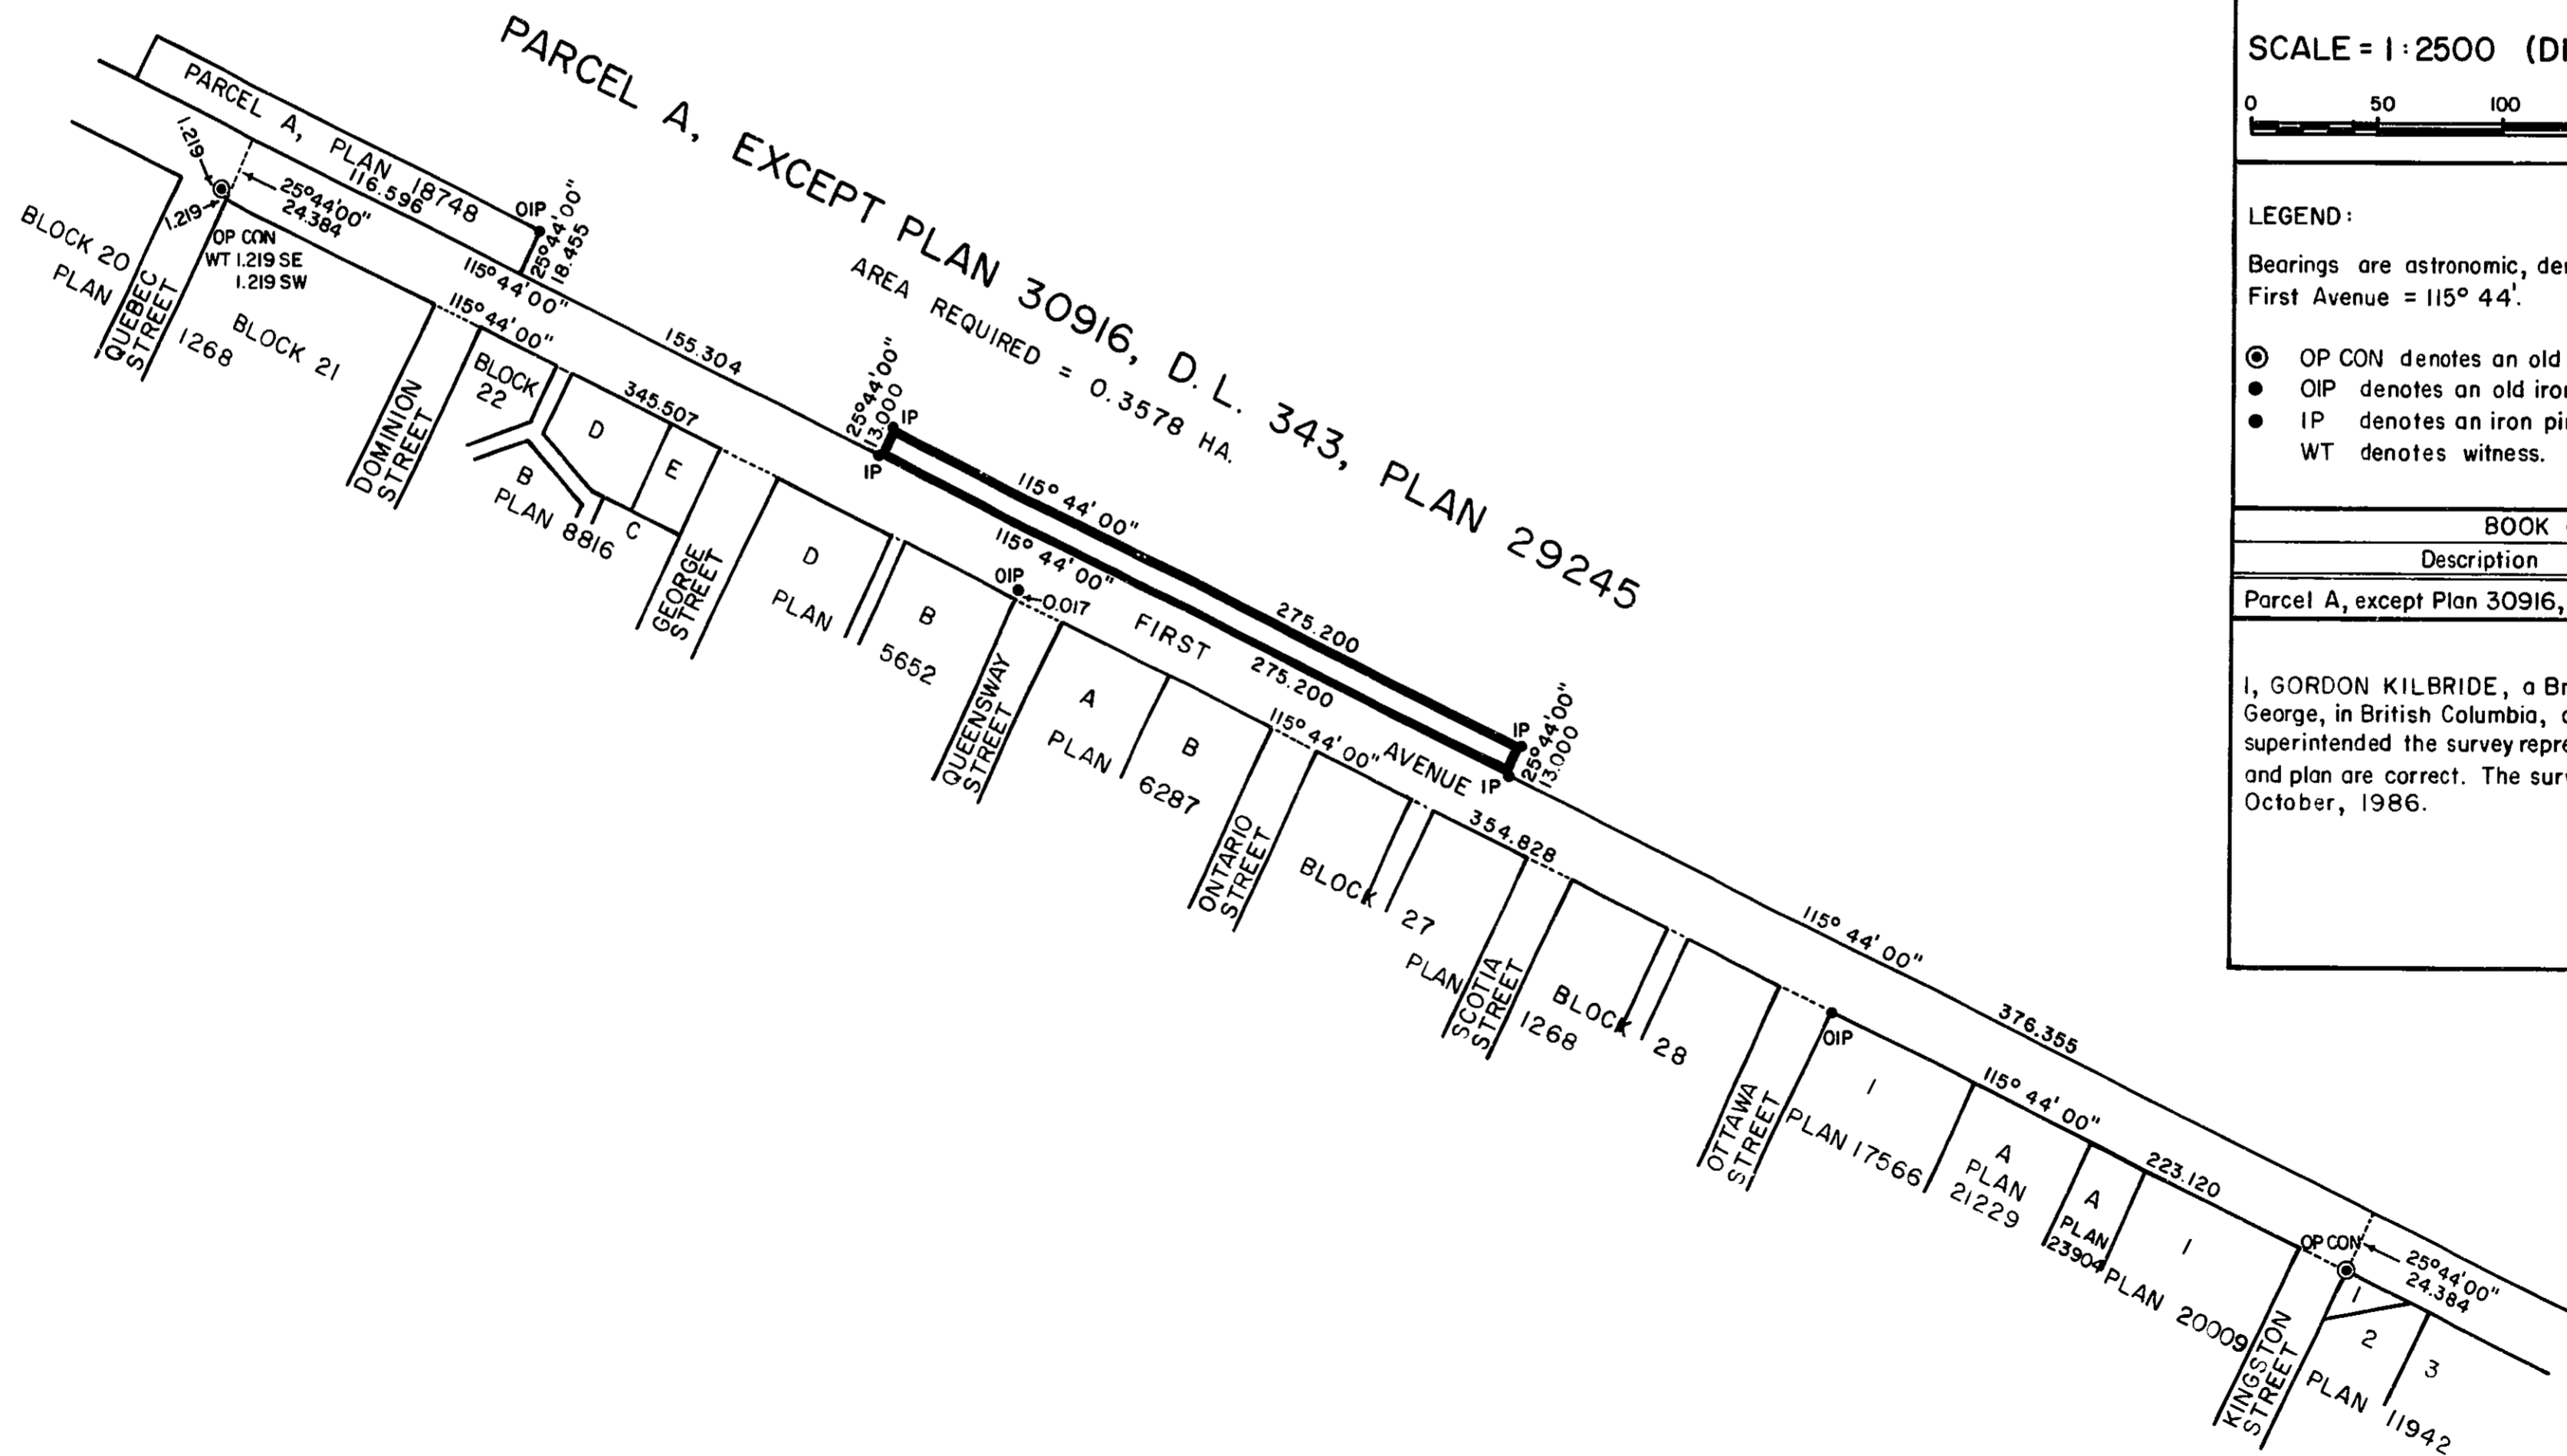 PARCEL A, EXCEPT PLAN 30916, D.L. 343, PLAN 29245
AREA REQUIRED = 0.3578 HA.
PARCEL A, PLAN 18748
116.596
1.219
1.219
25°44'00"
24.384
OP CON
WT 1.219 SE
1.219 SW
OIP
25°44'00"
18.455
BLOCK 20
PLAN
1268
QUEBEC
STREET
BLOCK 21
115°44'00"
115°44'00"
155.304
DOMINION
STREET
BLOCK
22
345.507
D
E
B
C
PLAN 8816
25°44'00"
13.000
IP
IP
GEORGE
STREET
D
PLAN
B
5652
OIP
0.017
115°44'00"
115°44'00"
275.200
275.200
FIRST
AVENUE
QUEENSWAY
STREET
A
PLAN
B
6287
115°44'00"
IP
IP
25°44'00"
13.000
ONTARIO
STREET
BLOCK
27
354.828
PLAN
1268
SCOTIA
STREET
BLOCK
28
115°44'00"
376.355
OIP
OTTAWA
STREET
1
PLAN 17566
115°44'00"
A
PLAN
21229
A
PLAN
23904
223.120
1
PLAN 20009
OP CON
25°44'00"
24.384
KINGSTON
STREET
1
2
3
PLAN 11942
SCALE = 1:2500 (DI
0 50 100
LEGEND:
Bearings are astronomic, der
First Avenue = 115° 44'.
OP CON denotes an old
OIP denotes an old iron
IP denotes an iron pin
WT denotes witness.
BOOK
Description
Parcel A, except Plan 30916,
I, GORDON KILBRIDE, a Br
George, in British Columbia,
superintended the survey repre
and plan are correct. The surv
October, 1986.